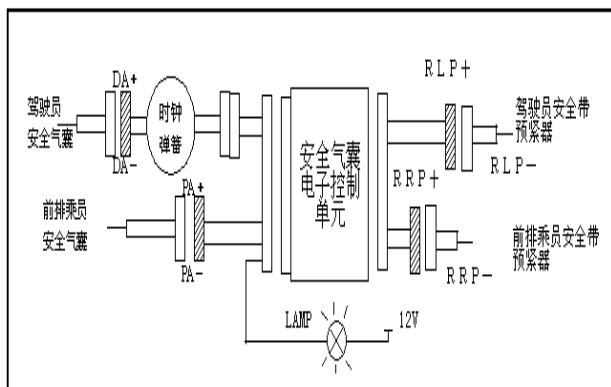 DA+
驾驶员
安全气囊
时钟
弹簧
DA-
前排乘员
安全气囊
PA+
PA-
安全气囊
电子控制
单元
RLP+
驾驶员安全带
预紧器
RLP-
RRP+
前排乘员安全带
预紧器
RRP-
LAMP
12V